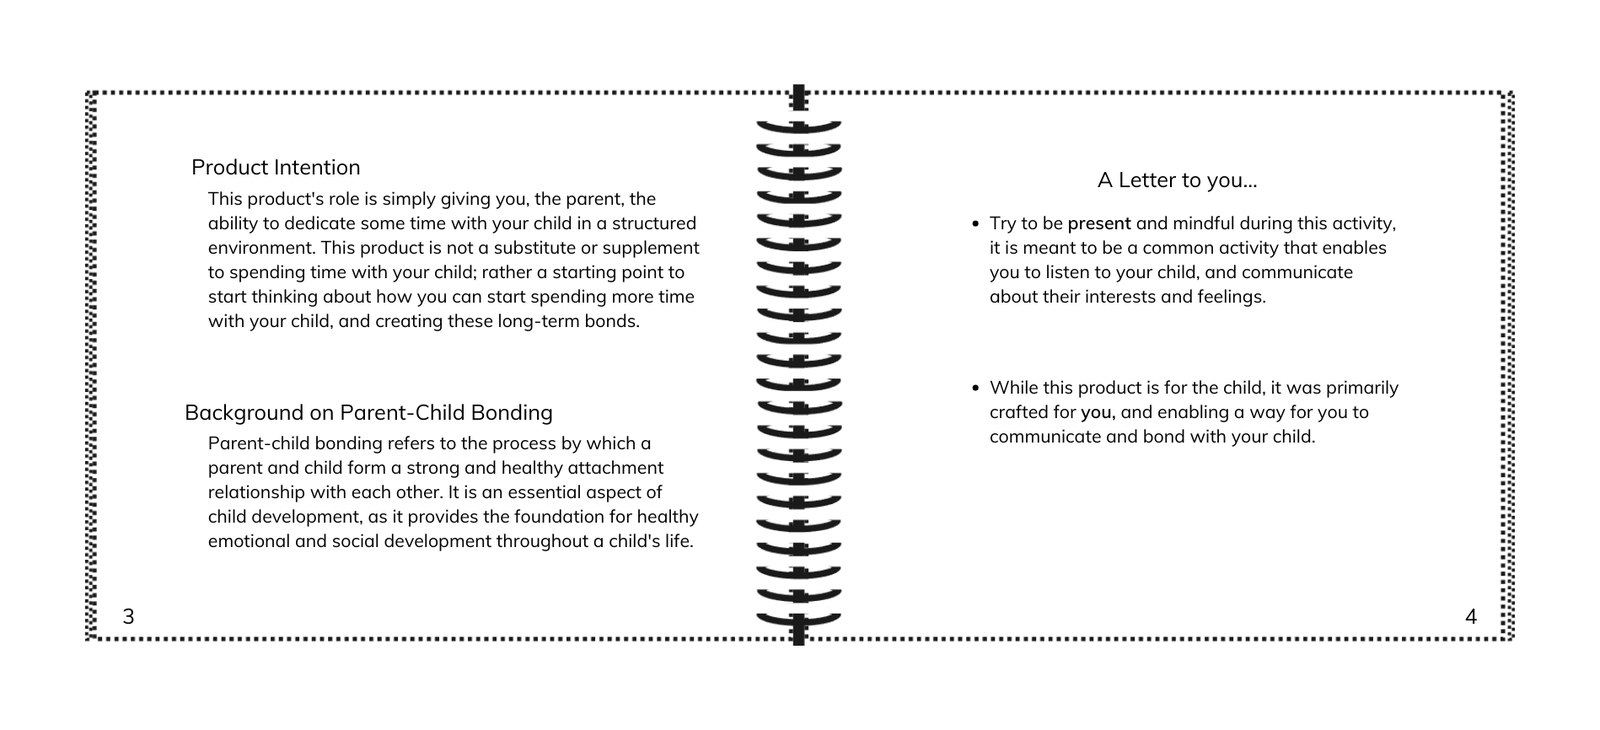 Product Intention
This product's role is simply giving you, the parent, the
ability to dedicate some time with your child in a structured
environment. This product is not a substitute or supplement
to spending time with your child; rather a starting point to
start thinking about how you can start spending more time
with your child, and creating these long-term bonds.
Background on Parent-Child Bonding
Parent-child bonding refers to the process by which a
parent and child form a strong and healthy attachment
relationship with each other. It is an essential aspect of
child development, as it provides the foundation for healthy
emotional and social development throughout a child's life.
3
A Letter to you...
• Try to be present and mindful during this activity,
it is meant to be a common activity that enables
you to listen to your child, and communicate
about their interests and feelings.
• While this product is for the child, it was primarily
crafted for you, and enabling a way for you to
communicate and bond with your child.
4